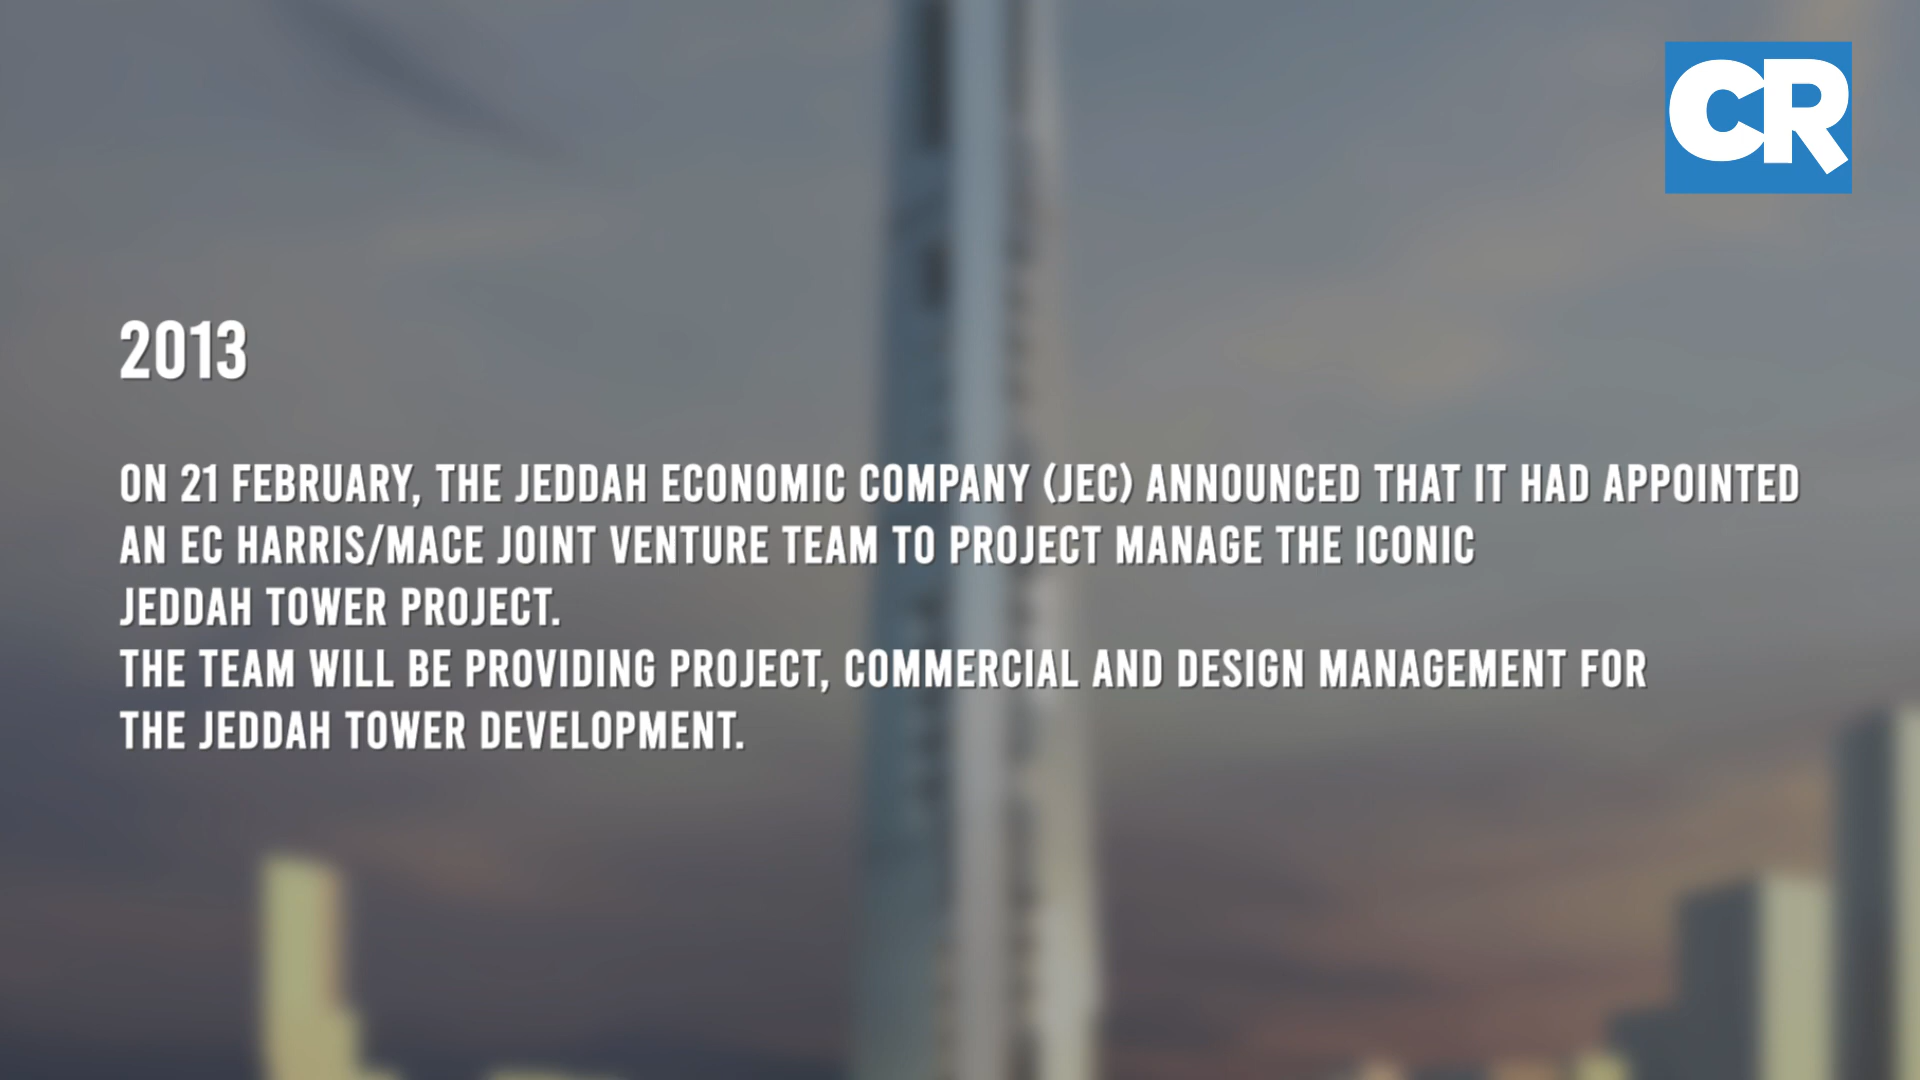 CR
2013
ON 21 FEBRUARY, THE JEDDAH ECONOMIC COMPANY (JEC) ANNOUNCED THAT IT HAD APPOINTED
AN EC HARRIS/MACE JOINT VENTURE TEAM TO PROJECT MANAGE THE ICONIC
JEDDAH TOWER PROJECT.
THE TEAM WILL BE PROVIDING PROJECT, COMMERCIAL AND DESIGN MANAGEMENT FOR
THE JEDDAH TOWER DEVELOPMENT.